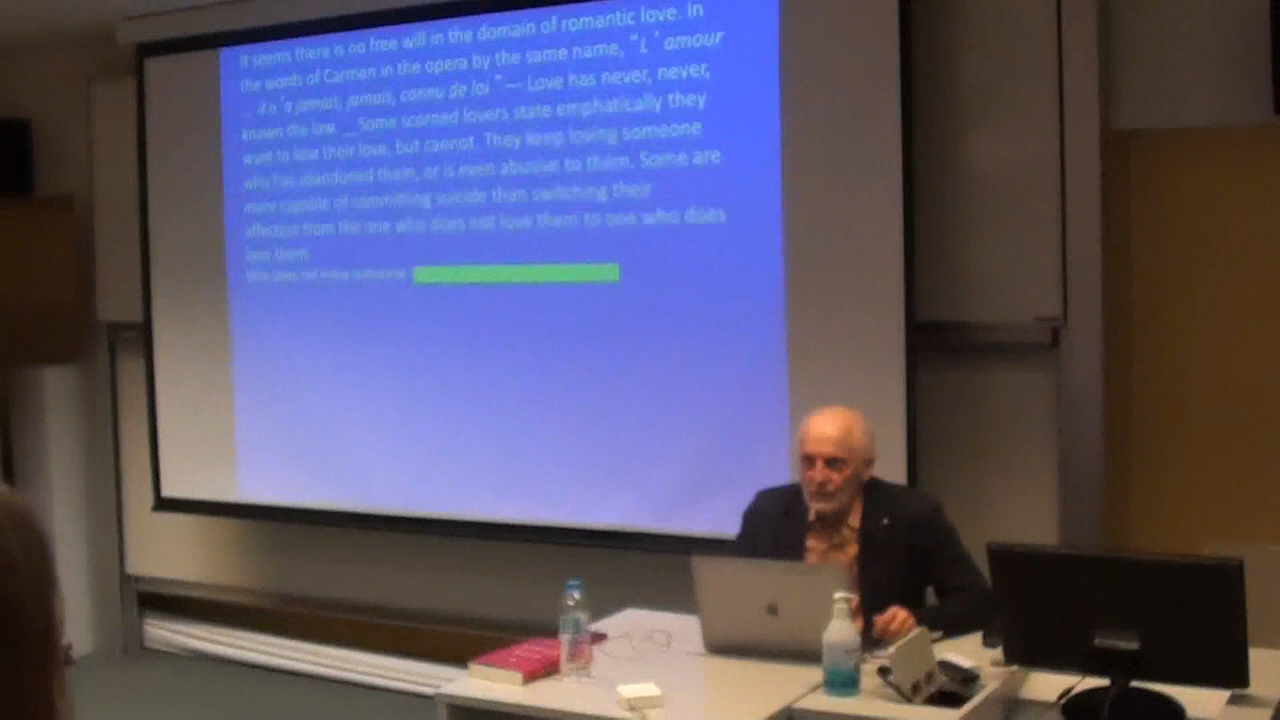 It seems there is no free will in the domain of romantic love. In
the words of Carmen in the opera by the same name, "L ' amour
jamais, jamais, connu de loi " — Love has never, never,
known the law. _ Some scorned lovers state emphatically they
want to lose their love, but cannot. They keep loving someone
who has abandoned them, or is even abusive to them. Some are
more capable of committing suicide than switching their
affection from the one who does not love them to one who does
love them.